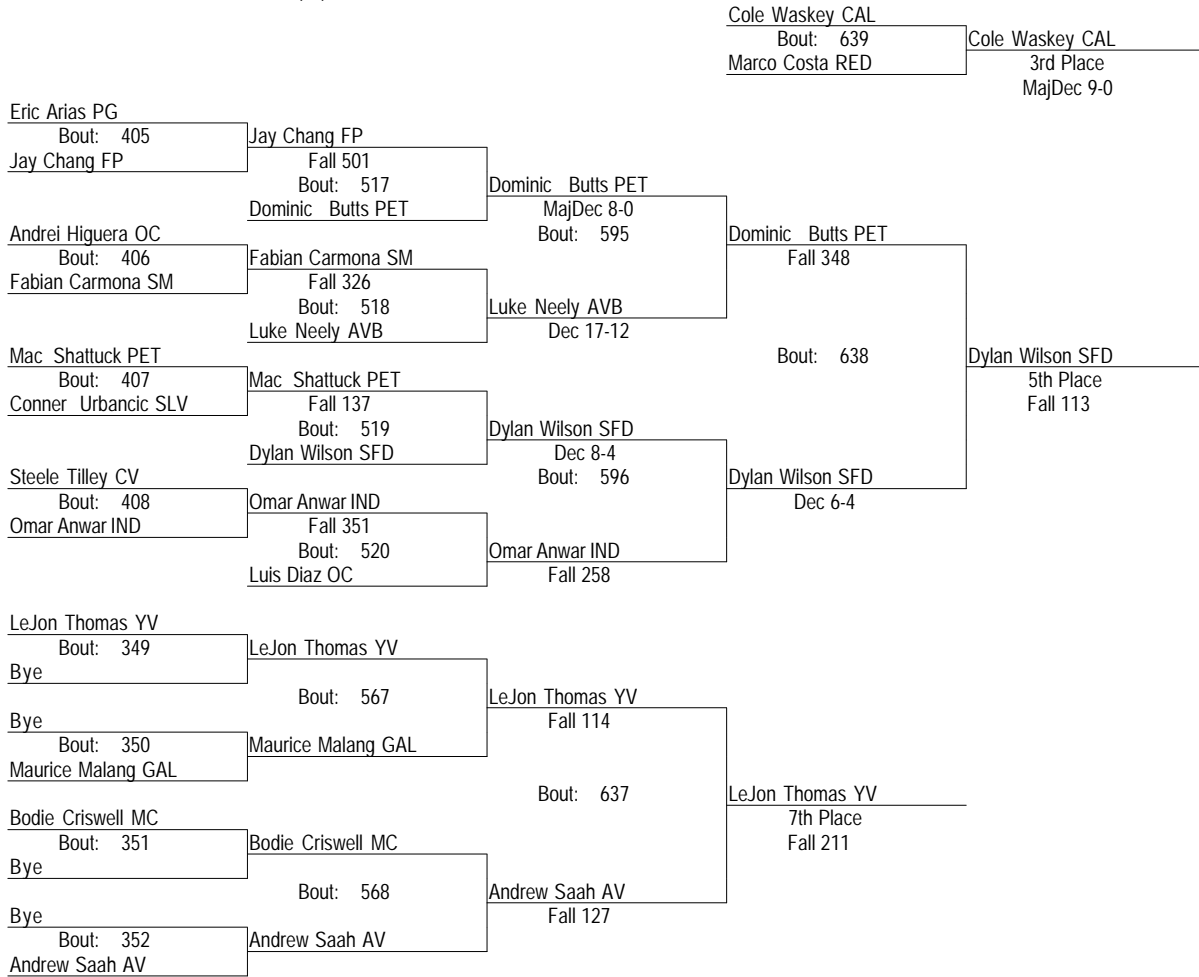 Cole Waskey CAL
Bout: 639
Cole Waskey CAL
Marco Costa RED
3rd Place
MajDec 9-0
Eric Arias PG
Bout: 405
Jay Chang FP
Jay Chang FP
Fall 501
Bout: 517
Dominic Butts PET
Dominic Butts PET
MajDec 8-0
Andrei Higuera OC
Bout: 595
Dominic Butts PET
Bout: 406
Fabian Carmona SM
Fall 348
Fabian Carmona SM
Fall 326
Bout: 518
Luke Neely AVB
Luke Neely AVB
Dec 17-12
Mac Shattuck PET
Bout: 638
Dylan Wilson SFD
Bout: 407
Mac Shattuck PET
5th Place
Conner Urbancic SLV
Fall 137
Fall 113
Bout: 519
Dylan Wilson SFD
Dylan Wilson SFD
Dec 8-4
Steele Tilley CV
Bout: 596
Dylan Wilson SFD
Bout: 408
Omar Anwar IND
Dec 6-4
Omar Anwar IND
Fall 351
Bout: 520
Omar Anwar IND
Luis Diaz OC
Fall 258
LeJon Thomas YV
Bout: 349
LeJon Thomas YV
Bye
Bout: 567
LeJon Thomas YV
Bye
Fall 114
Bout: 350
Maurice Malang GAL
Maurice Malang GAL
Bout: 637
LeJon Thomas YV
Bodie Criswell MC
7th Place
Bout: 351
Bodie Criswell MC
Fall 211
Bye
Bout: 568
Andrew Saah AV
Bye
Fall 127
Bout: 352
Andrew Saah AV
Andrew Saah AV